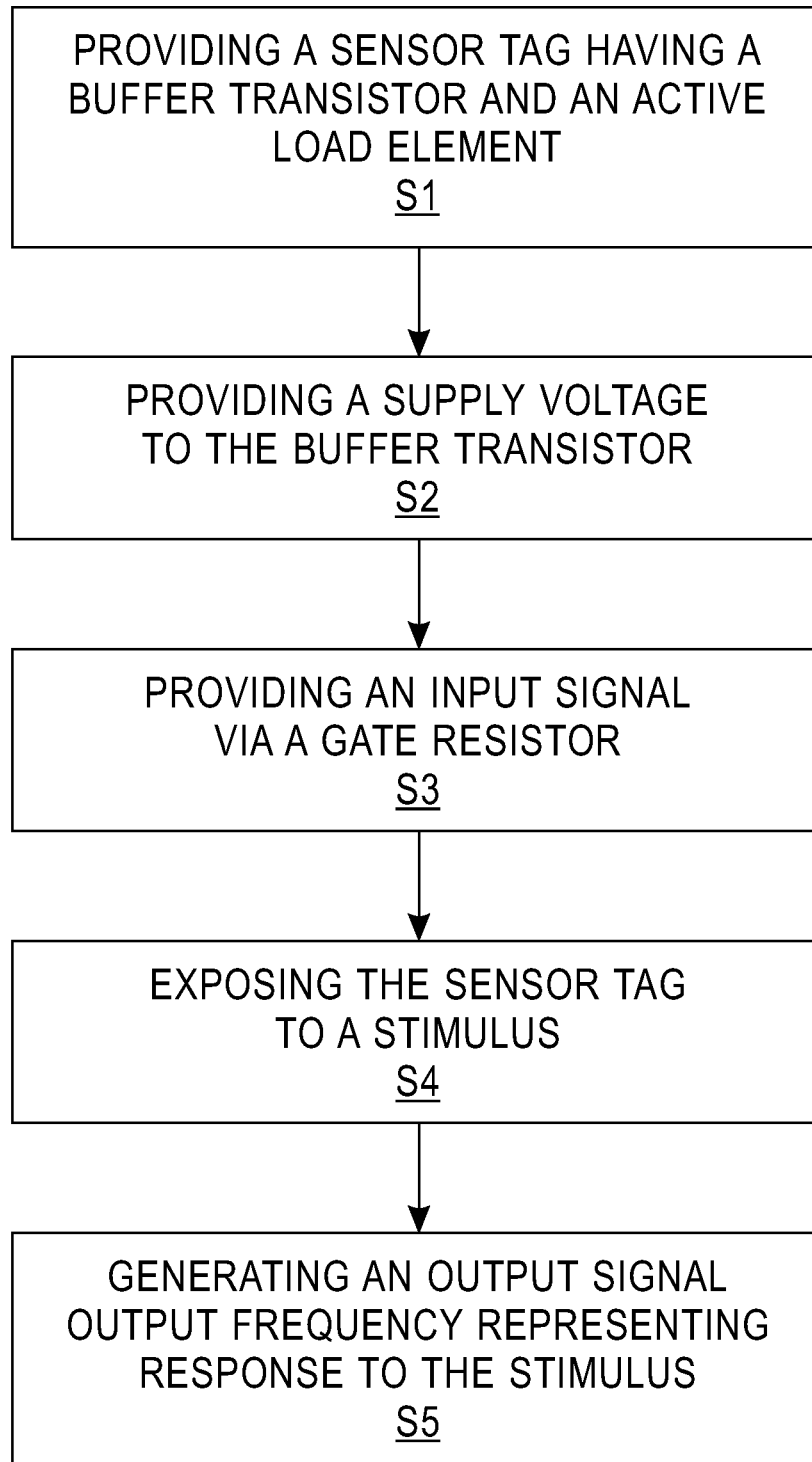 PROVIDING A SENSOR TAG HAVING A
BUFFER TRANSISTOR AND AN ACTIVE
LOAD ELEMENT
S1
PROVIDING A SUPPLY VOLTAGE
TO THE BUFFER TRANSISTOR
S2
PROVIDING AN INPUT SIGNAL
VIA A GATE RESISTOR
S3
EXPOSING THE SENSOR TAG
TO A STIMULUS
S4
GENERATING AN OUTPUT SIGNAL
OUTPUT FREQUENCY REPRESENTING
RESPONSE TO THE STIMULUS
S5